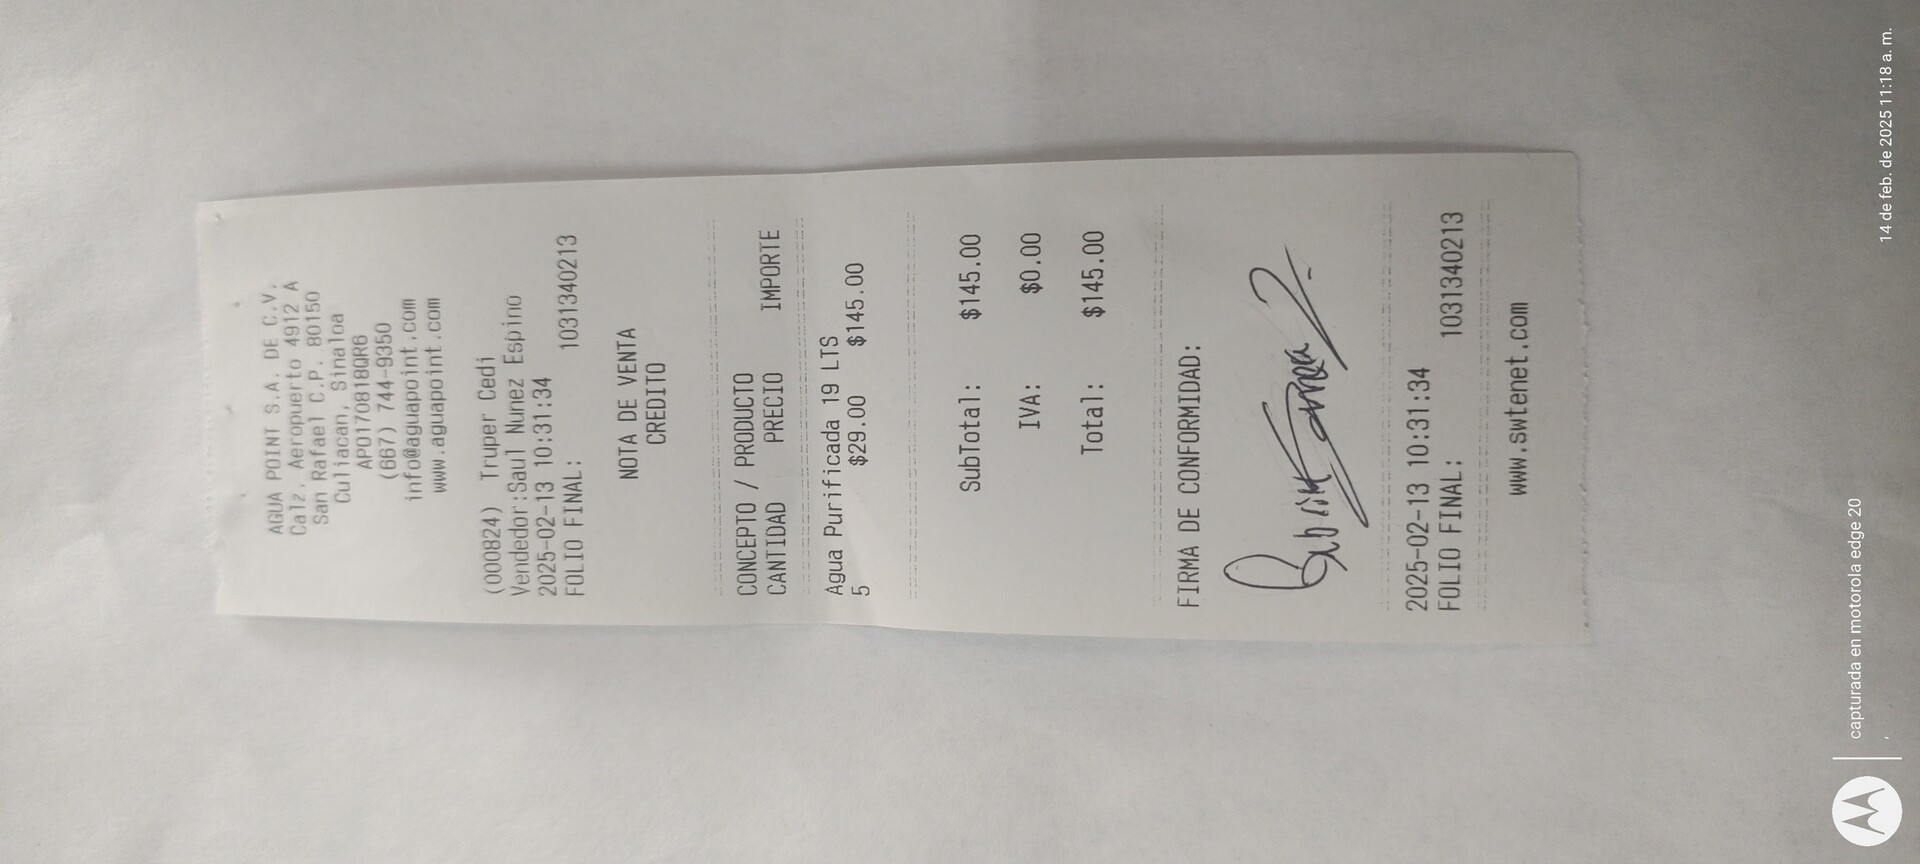 AGUA POINT S.A. DE C.V.
Calz. Aeropuerto 4912 A
San Rafael C.P. 80150
Culiacan, Sinaloa
APO170818QR6
(667) 744-9350
info@aguapoint.com
www.aguapoint.com
(000824) Truper Cedi
Vendedor:Saul Nunez Espino
2025-02-13 10:31:34
FOLIO FINAL: 1031340213
NOTA DE VENTA
CREDITO
CONCEPTO / PRODUCTO
CANTIDAD PRECIO IMPORTE
Agua Purificada 19 LTS
5 $29.00 $145.00
SubTotal: $145.00
IVA: $0.00
Total: $145.00
FIRMA DE CONFORMIDAD:
2025-02-13 10:31:34
FOLIO FINAL: 1031340213
www.swtenet.com
capturada en motorola edge 20
14 de feb. de 2025 11:18 a. m.